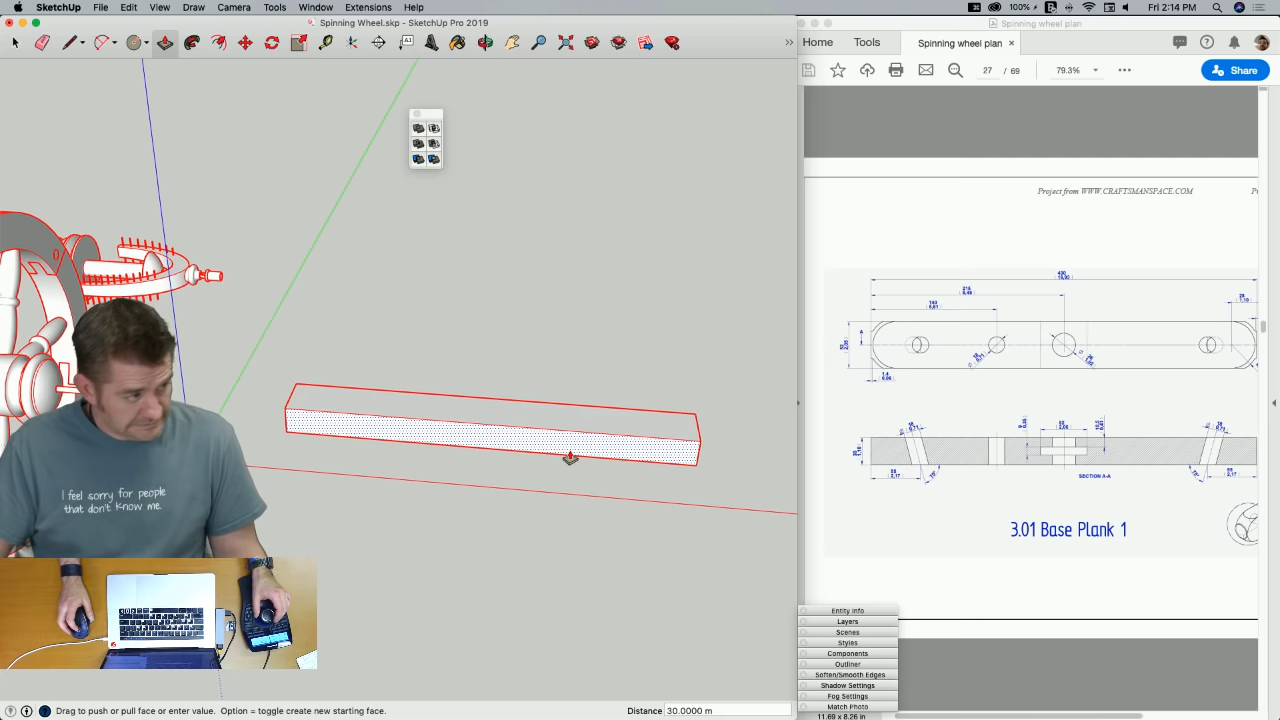 SketchUp File Edit View Draw Camera Tools Window Extensions Help
100% Fri 2:14 PM
Spinning Wheel.skp - SketchUp Pro 2019
Spinning wheel plan
Home Tools Spinning wheel plan ×
27 / 69 79.3% Share
Project from WWW.CRAFTSMANSPACE.COM
215
A
SECTION A-A
3.01 Base Plank 1
I feel sorry for people
that don't know me.
Entity Info
Layers
Scenes
Styles
Components
Outliner
Soften/Smooth Edges
Shadow Settings
Fog Settings
Match Photo
11.69 x 8.26 in
Drag to push or pull face or enter value. Option = toggle create new starting face.
Distance 30.0000 m